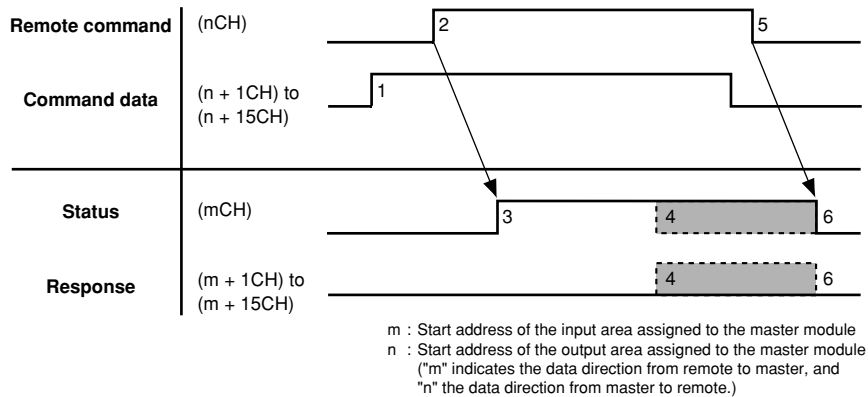 Remote command (nCH) 2 5
Command data (n + 1CH) to 1
(n + 15CH)
Status (mCH) 3 4 6
Response (m + 1CH) to 4 6
(m + 15CH)
m : Start address of the input area assigned to the master module
n : Start address of the output area assigned to the master module
("m" indicates the data direction from remote to master, and
"n" the data direction from master to remote.)